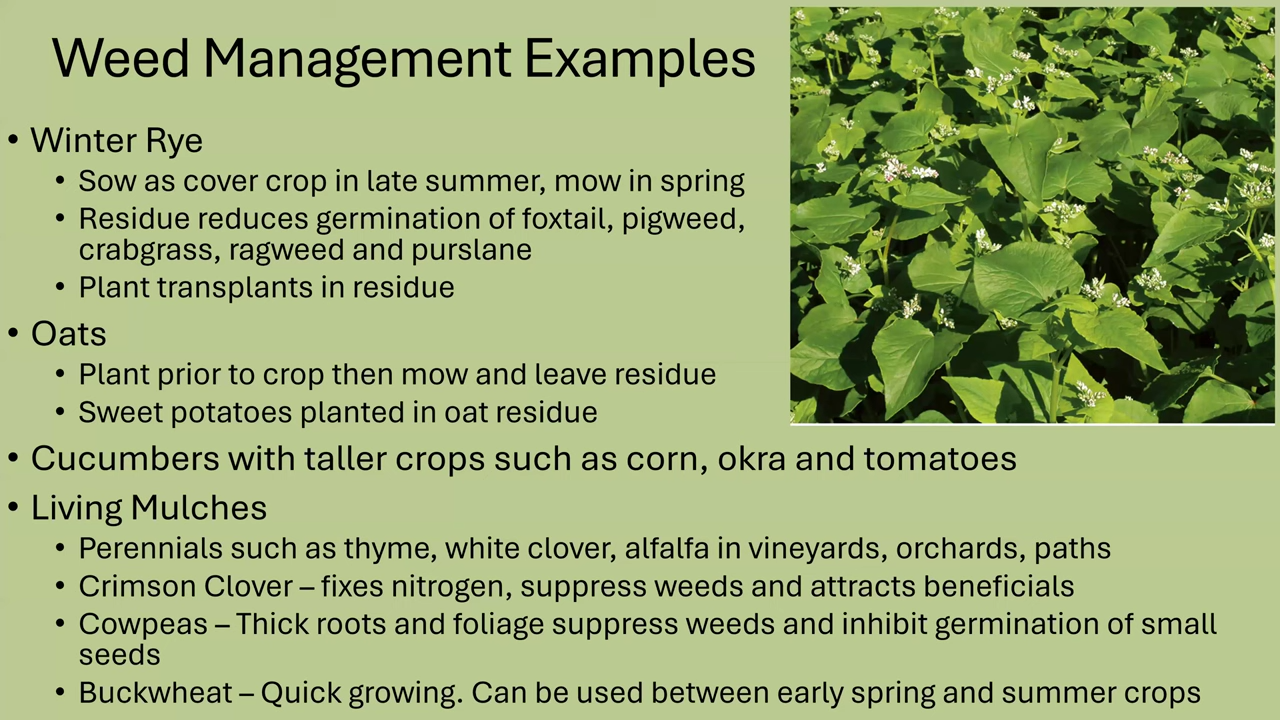 Weed Management Examples
• Winter Rye
• Sow as cover crop in late summer, mow in spring
• Residue reduces germination of foxtail, pigweed,
crabgrass, ragweed and purslane
• Plant transplants in residue
• Oats
• Plant prior to crop then mow and leave residue
• Sweet potatoes planted in oat residue
• Cucumbers with taller crops such as corn, okra and tomatoes
• Living Mulches
• Perennials such as thyme, white clover, alfalfa in vineyards, orchards, paths
• Crimson Clover – fixes nitrogen, suppress weeds and attracts beneficials
• Cowpeas – Thick roots and foliage suppress weeds and inhibit germination of small
seeds
• Buckwheat – Quick growing. Can be used between early spring and summer crops